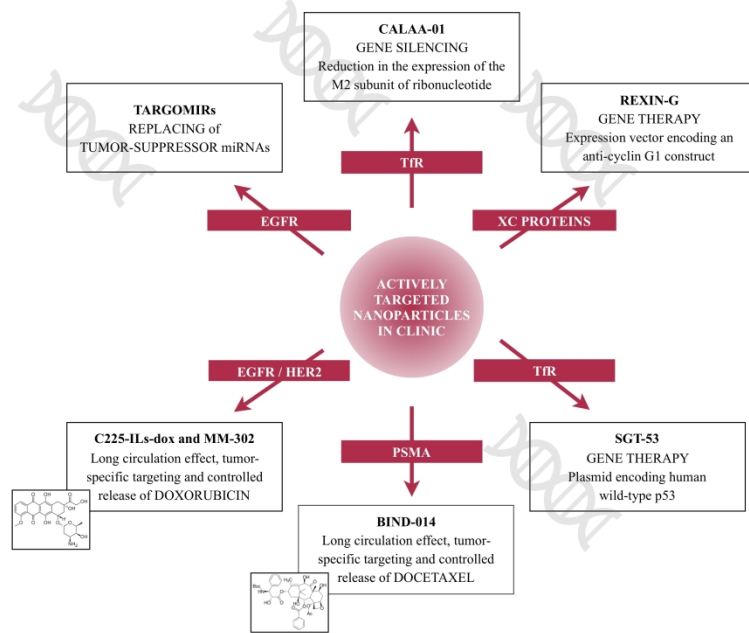 CALAA-01
GENE SILENCING
Reduction in the expression of the
M2 subunit of ribonucleotide
TARGOMIRs
REPLACING of
TUMOR-SUPPRESSOR miRNAs
REXIN-G
GENE THERAPY
Expression vector encoding an
anti-cyclin G1 construct
TfR
EGFR
XC PROTEINS
ACTIVELY
TARGETED
NANOPARTICLES
IN CLINIC
EGFR / HER2
TfR
PSMA
C225-ILs-dox and MM-302
Long circulation effect, tumor-
specific targeting and controlled
release of DOXORUBICIN
SGT-53
GENE THERAPY
Plasmid encoding human
wild-type p53
BIND-014
Long circulation effect, tumor-
specific targeting and controlled
release of DOCETAXEL